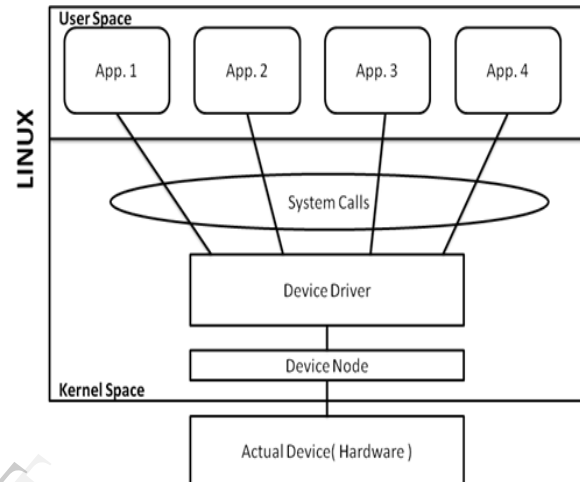 User Space
App. 1
App. 2
App. 3
App. 4
LINUX
System Calls
Device Driver
Device Node
Kernel Space
Actual Device( Hardware )